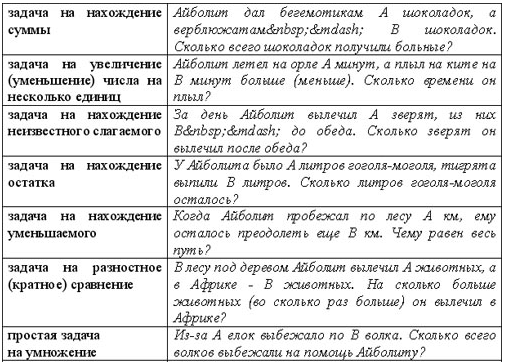 задача на нахождение суммы
Айболит дал бегемотикам А шоколадок, а
верблюжатам&nbsp;&mdash; В шоколадок.
Сколько всего шоколадок получили больные?
задача на увеличение
(уменьшение) числа на
несколько единиц
Айболит летел на орле А минут, а плыл на ките на
В минут больше (меньше). Сколько времени он
плыл?
задача на нахождение
неизвестного слагаемого
За день Айболит вылечил А зверят, из них
В&nbsp;&mdash; до обеда. Сколько зверят он
вылечил после обеда?
задача на нахождение
остатка
У Айболита было А литров гоголя-моголя, тигрята
выпили В литров. Сколько литров гоголя-моголя
осталось?
задача на нахождение
уменьшаемого
Когда Айболит пробежал по лесу А км, ему
осталось преодолеть еще В км. Чему равен весь
путь?
задача на разностное
(кратное) сравнение
В лесу под деревом Айболит вылечил А животных, а
в Африке - В животных. На сколько больше
животных (во сколько раз больше) он вылечил в
Африке?
простая задача
на умножение
Из-за А елок выбежало по В волка. Сколько всего
волков выбежали на помощь Айболиту?